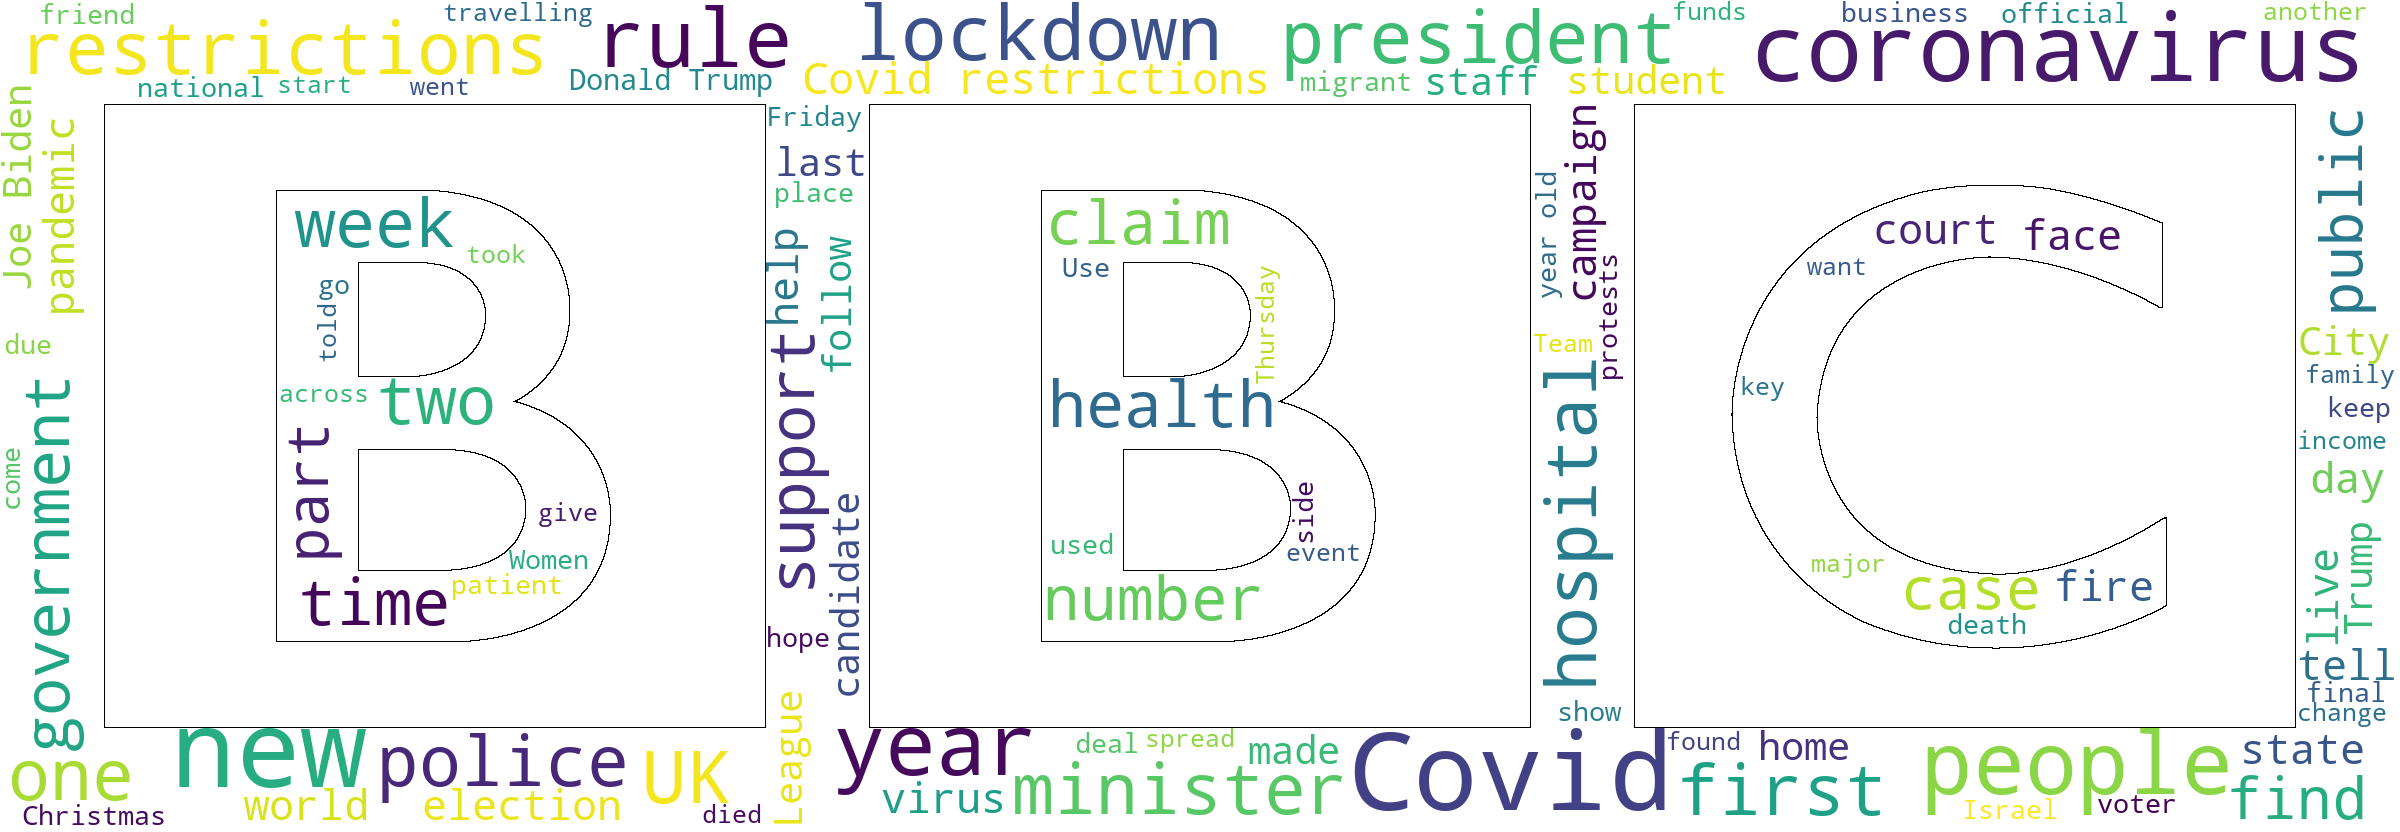 friend
travelling
restrictions
rule
lockdown
president
funds
business
official
another
coronavirus
national
start
went
Donald Trump
Covid restrictions
migrant
staff
student
Joe Biden
pandemic
Friday
last
place
help
follow
year old
campaign
protests
public
week
took
go
told
claim
Use
Thursday
court
face
want
due
support
Team
City
family
keep
income
across
two
health
key
government
come
part
hospital
day
give
Women
patient
time
candidate
hope
used
side
event
number
major
case
fire
death
live
Trump
tell
final
change
show
League
new
police
UK
one
world
election
died
Christmas
year
deal
spread
made
minister
virus
Covid
found
home
first
people
state
Israel
voter
find